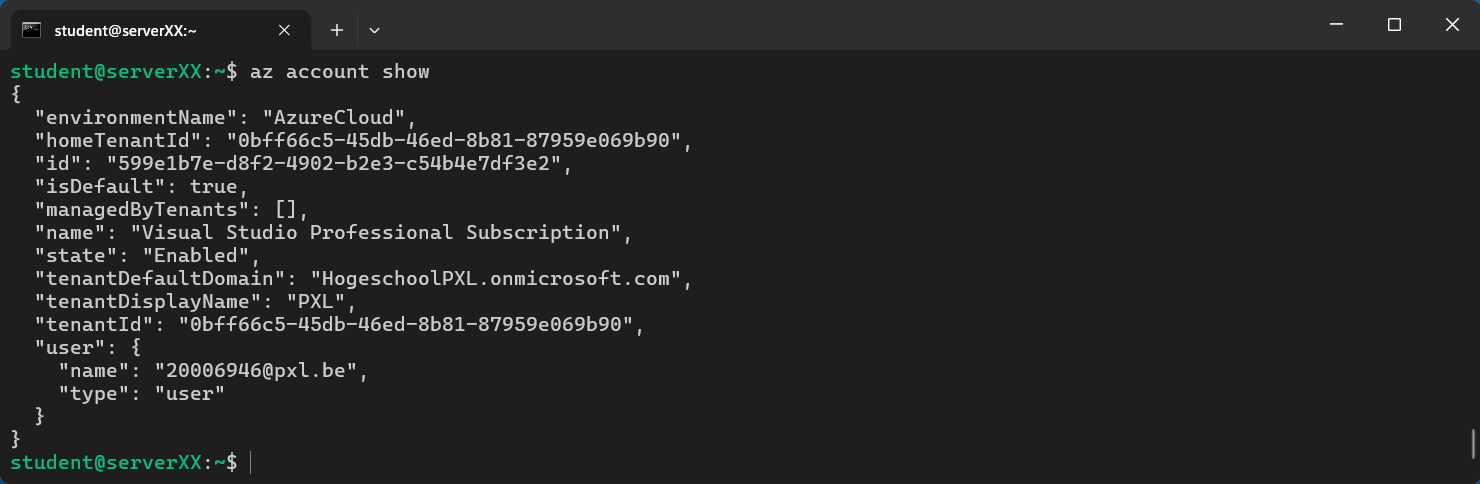 student@serverXX:~
student@serverXX:~$ az account show
{
  "environmentName": "AzureCloud",
  "homeTenantId": "0bff66c5-45db-46ed-8b81-87959e069b90",
  "id": "599e1b7e-d8f2-4902-b2e3-c54b4e7df3e2",
  "isDefault": true,
  "managedByTenants": [],
  "name": "Visual Studio Professional Subscription",
  "state": "Enabled",
  "tenantDefaultDomain": "HogeschoolPXL.onmicrosoft.com",
  "tenantDisplayName": "PXL",
  "tenantId": "0bff66c5-45db-46ed-8b81-87959e069b90",
  "user": {
    "name": "20006946@pxl.be",
    "type": "user"
  }
}
student@serverXX:~$